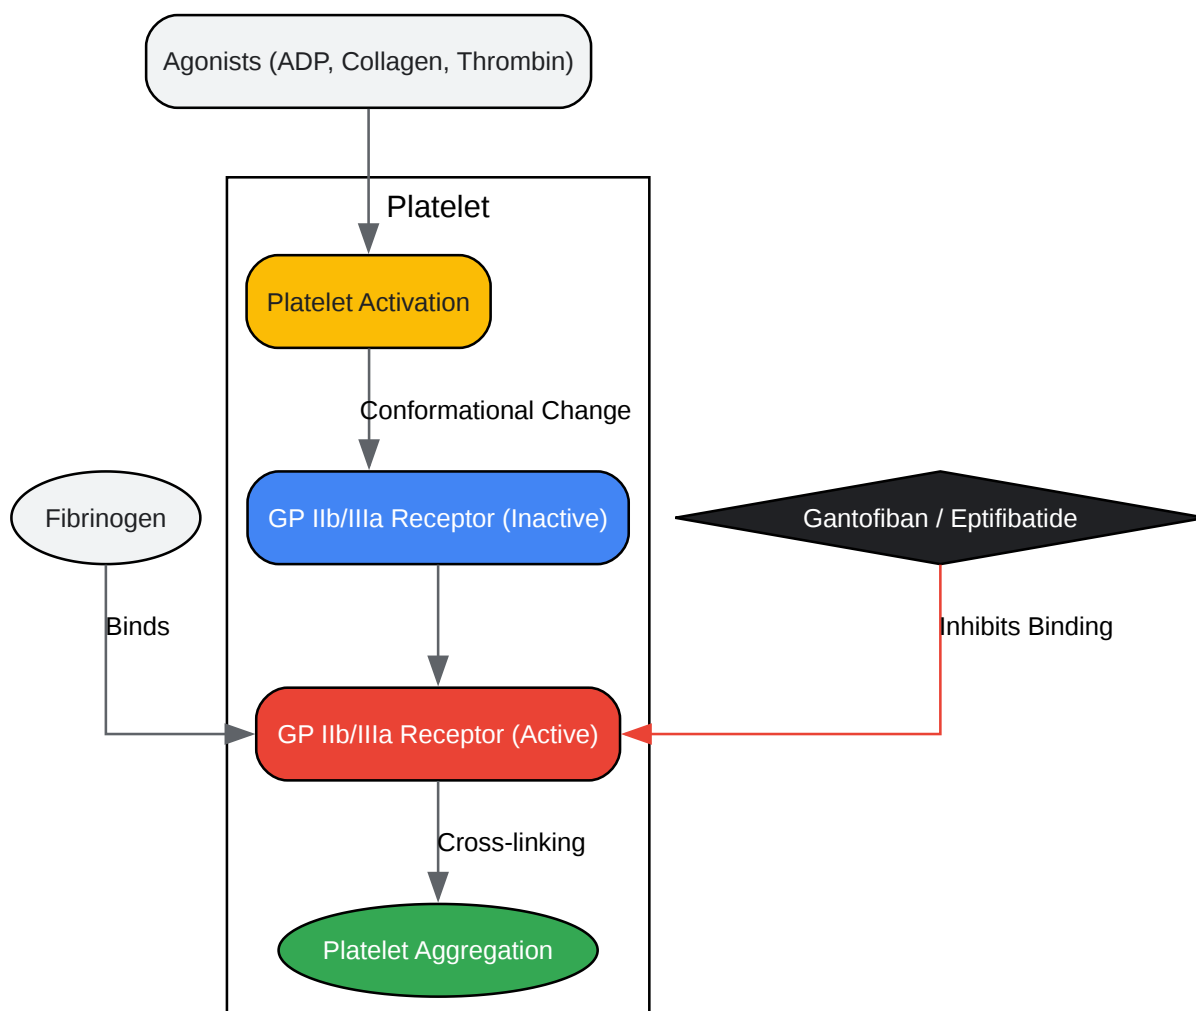 Agonists (ADP, Collagen, Thrombin)
Platelet
Platelet Activation
Conformational Change
Fibrinogen
GP IIb/IIIa Receptor (Inactive)
Gantofiban / Eptifibatide
Binds
Inhibits Binding
GP IIb/IIIa Receptor (Active)
Cross-linking
Platelet Aggregation